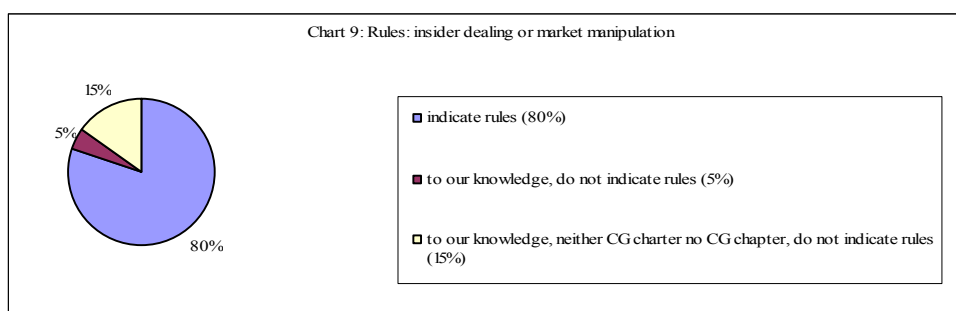 Chart 9: Rules: insider dealing or market manipulation
15%
5%
80%
indicate rules (80%)
to our knowledge, do not indicate rules (5%)
to our knowledge, neither CG charter no CG chapter, do not indicate rules
(15%)